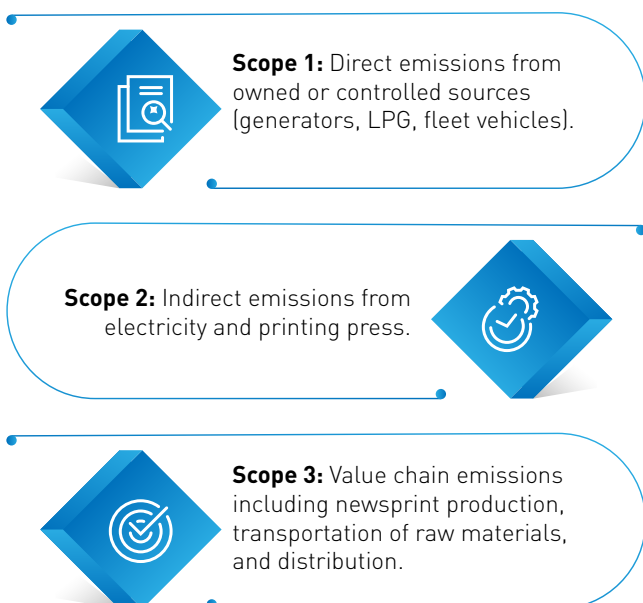 Scope 1: Direct emissions from
owned or controlled sources
(generators, LPG, fleet vehicles).
Scope 2: Indirect emissions from
electricity and printing press.
Scope 3: Value chain emissions
including newsprint production,
transportation of raw materials,
and distribution.